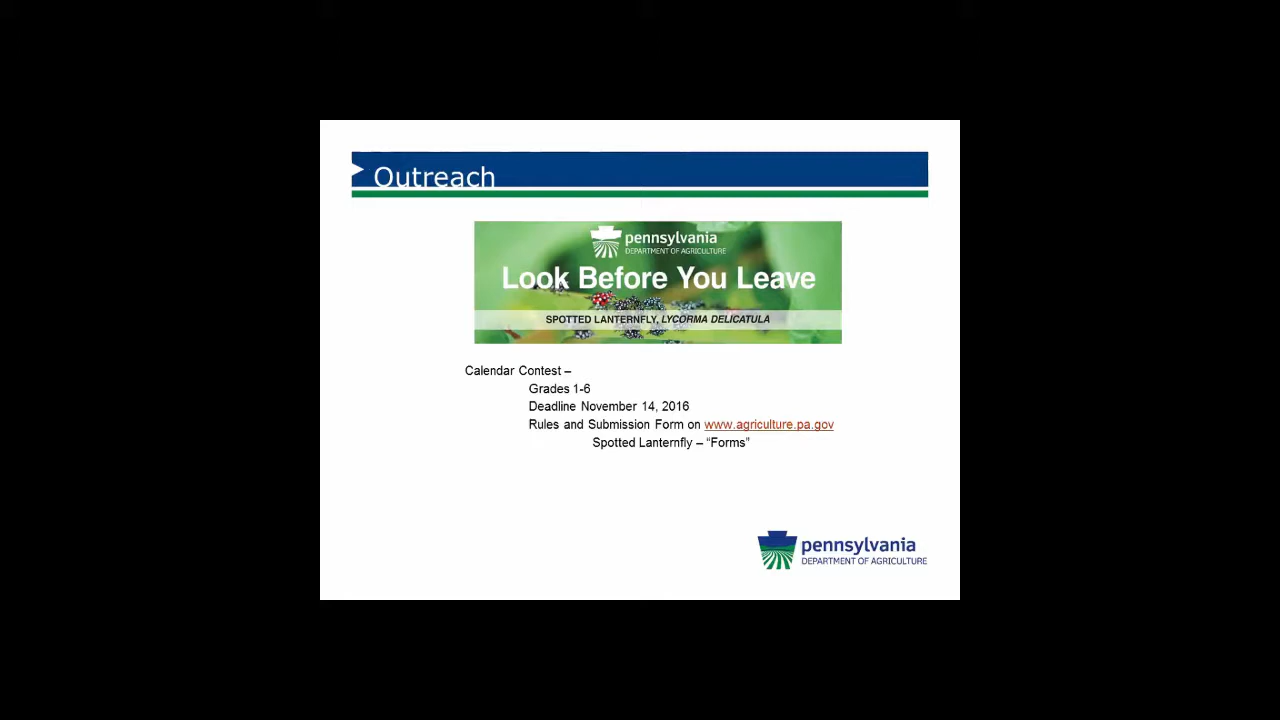 Outreach
pennsylvania
DEPARTMENT OF AGRICULTURE
Look Before You Leave
SPOTTED LANTERNFLY, LYCORMA DELICATULA
Calendar Contest –
Grades 1-6
Deadline November 14, 2016
Rules and Submission Form on www.agriculture.pa.gov
Spotted Lanternfly – “Forms”
pennsylvania
DEPARTMENT OF AGRICULTURE